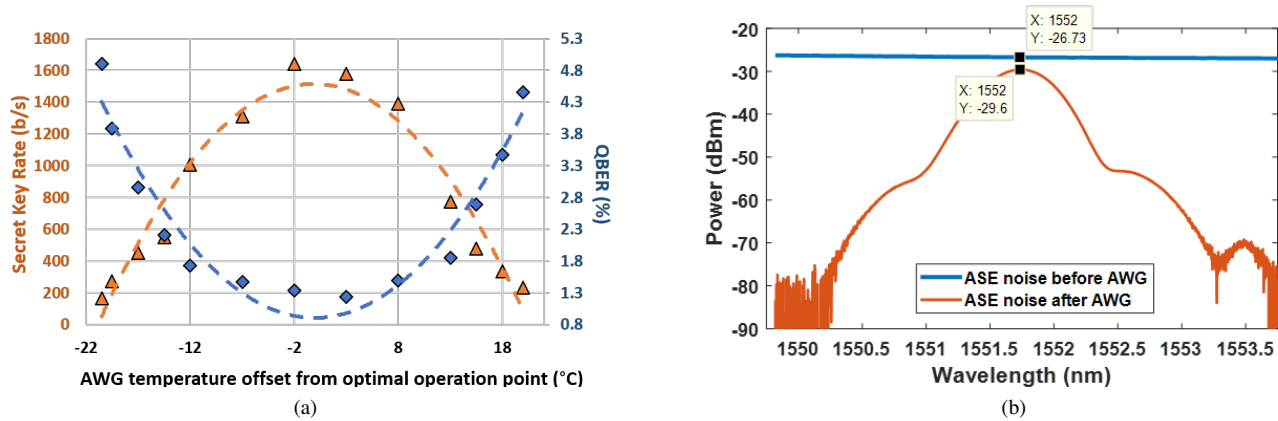 1800
1600
1400
1200
1000
800
600
400
200
0
Secret Key Rate (b/s)
5.3
4.8
4.3
3.8
3.3
2.8
2.3
1.8
1.3
0.8
QBER (%)
-22 -12 -2 8 18
AWG temperature offset from optimal operation point (°C)
(a)
-20
-30
-40
-50
-60
-70
-80
-90
Power (dBm)
X: 1552
Y: -26.73
X: 1552
Y: -29.6
ASE noise before AWG
ASE noise after AWG
1550 1550.5 1551 1551.5 1552 1552.5 1553 1553.5
Wavelength (nm)
(b)